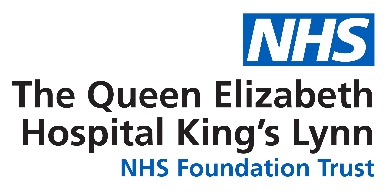 NHS
The Queen Elizabeth
Hospital King's Lynn
NHS Foundation Trust